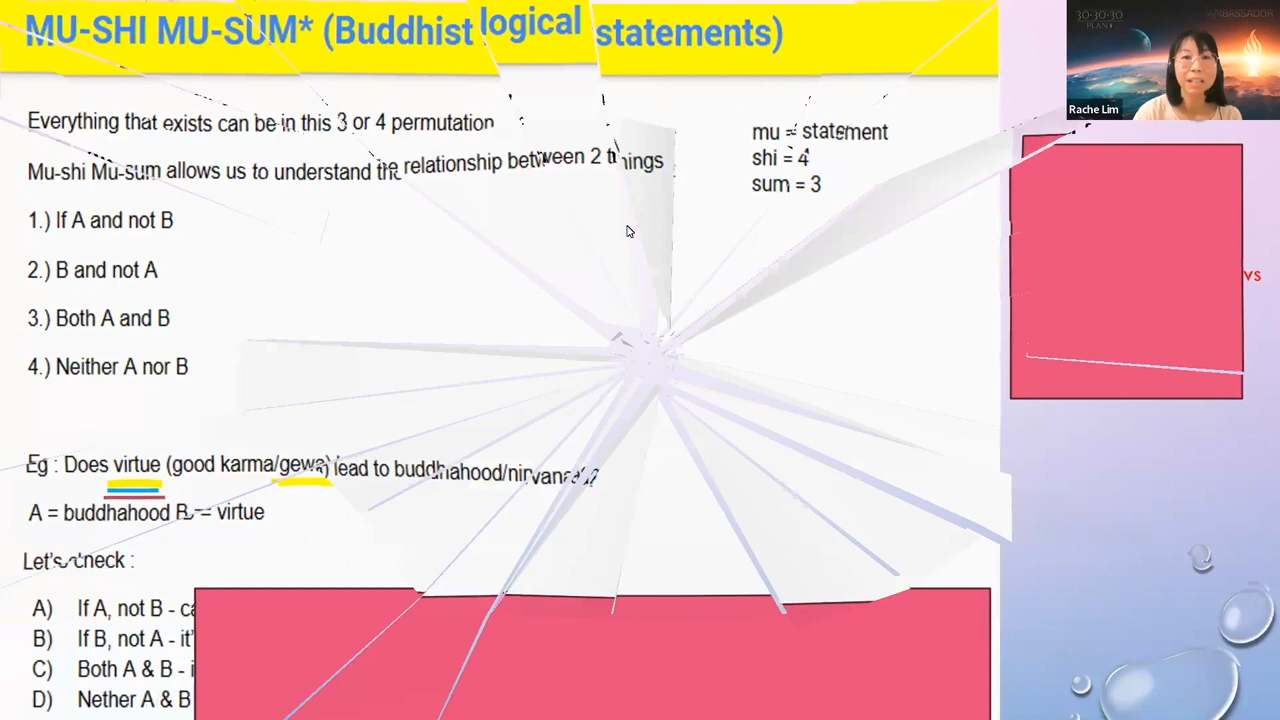 MU-SHI MU-SUM* (Buddhist logical statements)
30·30·30
PLAN
AMBASSADOR
Rache Lim
Everything that exists can be in this 3 or 4 permutation
Mu-shi Mu-sum allows us to understand the relationship between 2 things
mu = statement
shi = 4
sum = 3
1.) If A and not B
2.) B and not A
3.) Both A and B
4.) Neither A nor B
VS
Eg : Does virtue (good karma/gewa) lead to buddhahood/nirvana
A = buddhahood B = virtue
Let's check :
A) If A, not B - ca
B) If B, not A - it'
C) Both A & B - i
D) Nether A & B